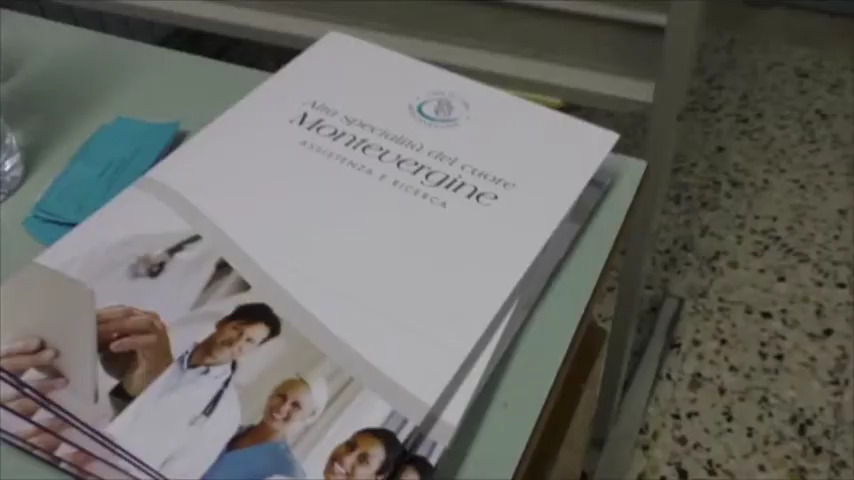 Alta specialità del cuore
Montevergine
ASSISTENZA E RICERCA